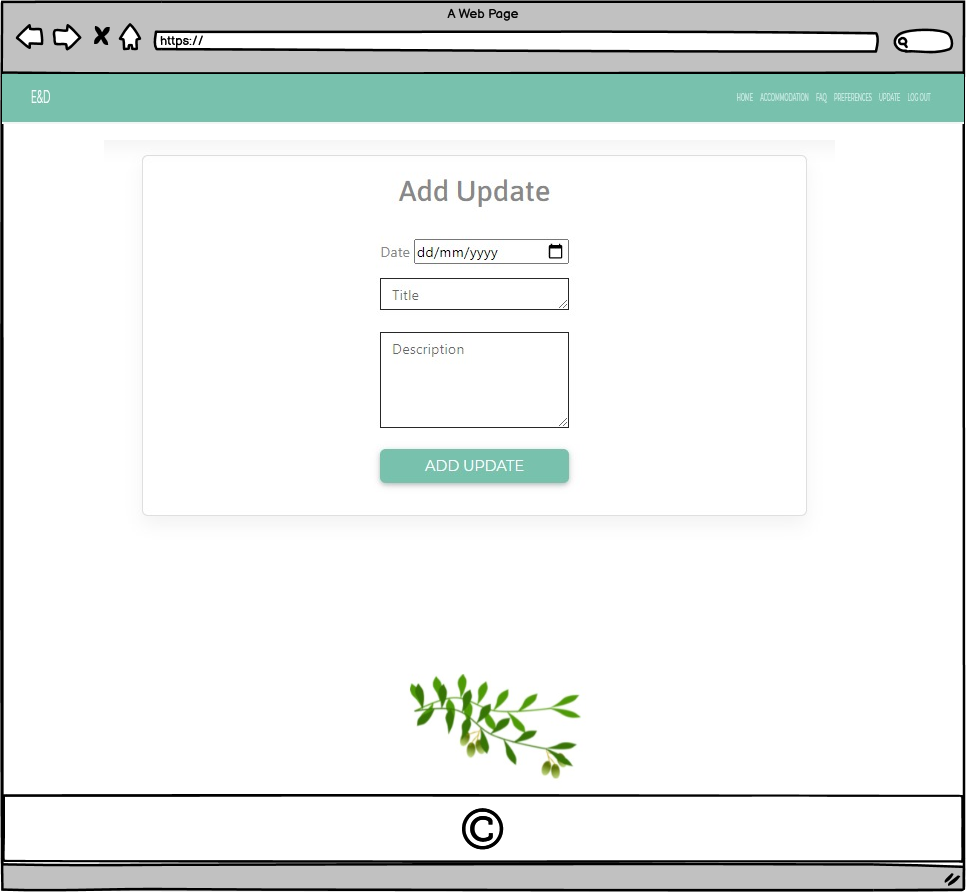 A Web Page
https://
E&D
HOME ACCOMMODATION FAQ PREFERENCES UPDATE LOG OUT
Add Update
Date dd/mm/yyyy
Title
Description
ADD UPDATE
©